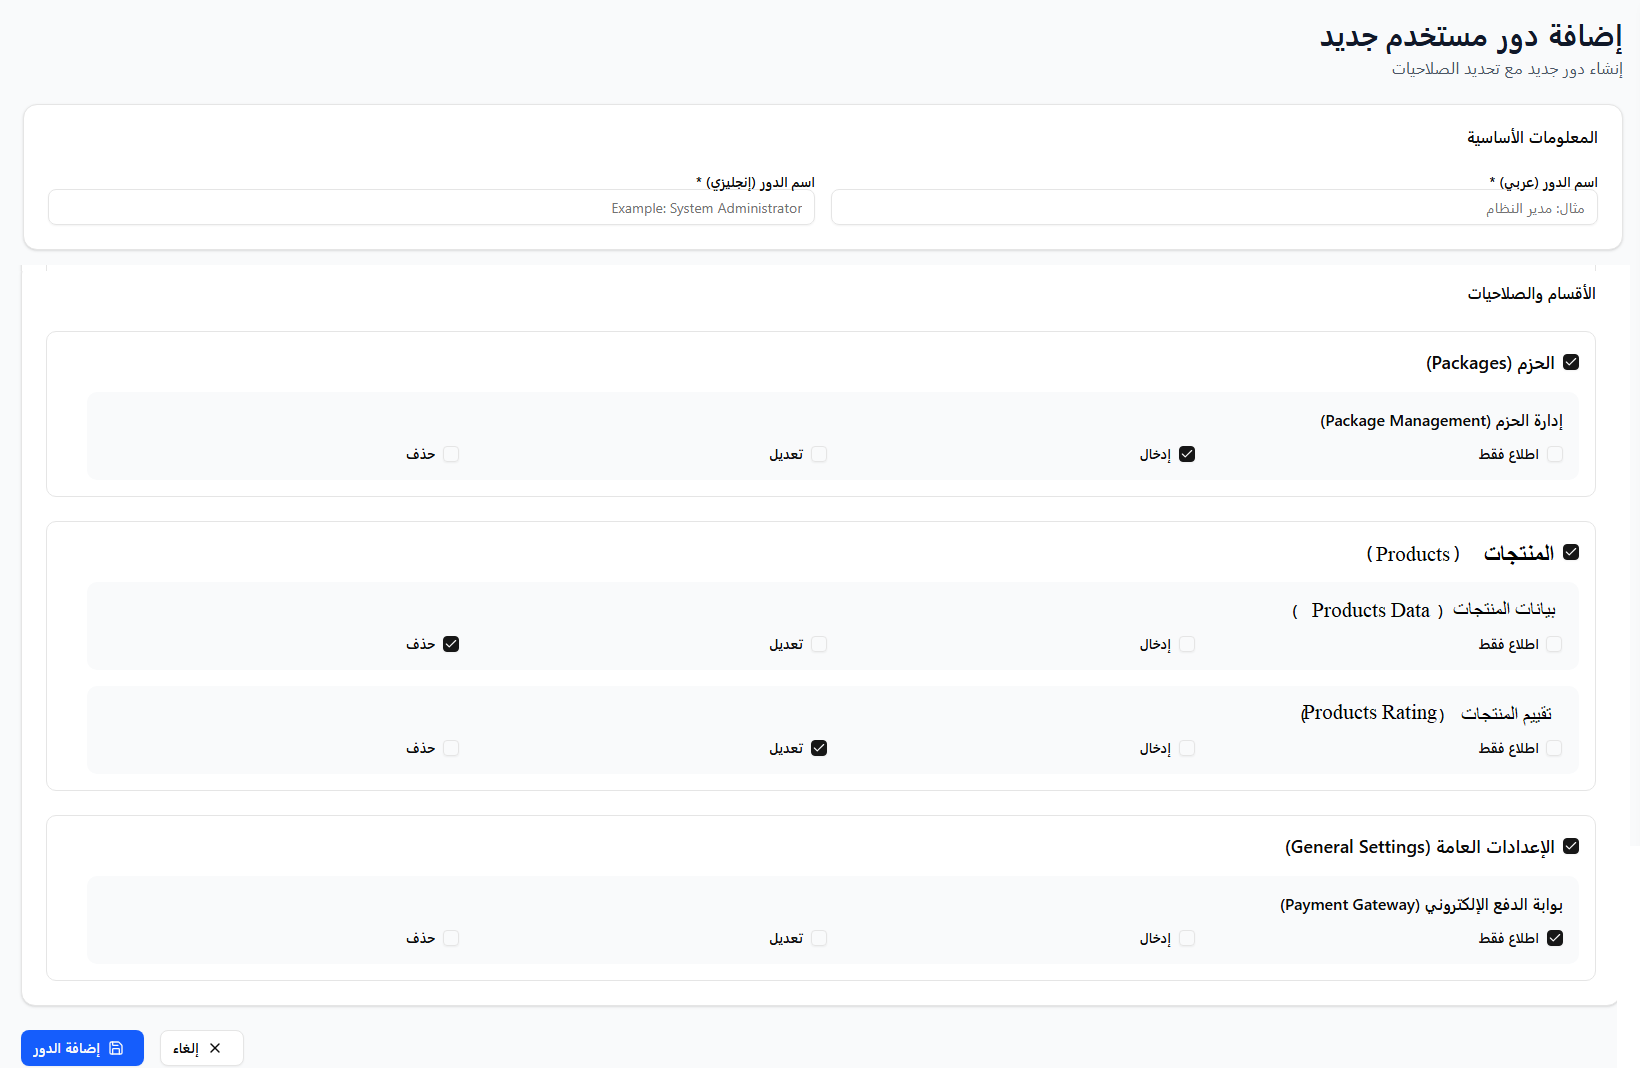 إضافة دور مستخدم جديد
إنشاء دور جديد مع تحديد الصلاحيات
المعلومات الأساسية
اسم الدور (عربي) *
مثال: مدير النظام
اسم الدور (إنجليزي) *
Example: System Administrator
الأقسام والصلاحيات
الحزم (Packages)
إدارة الحزم (Package Management)
اطلاع فقط إدخال تعديل حذف
المنتجات (Products)
بيانات المنتجات ( Products Data )
اطلاع فقط إدخال تعديل حذف
تقييم المنتجات (Products Rating)
اطلاع فقط إدخال تعديل حذف
الإعدادات العامة (General Settings)
بوابة الدفع الإلكتروني (Payment Gateway)
اطلاع فقط إدخال تعديل حذف
إلغاء
إضافة الدور